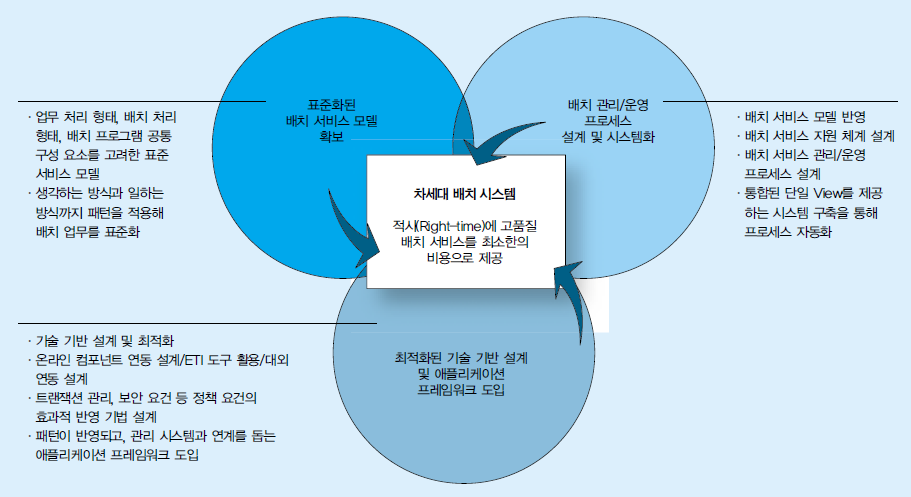 표준화된
배치 서비스 모델
확보
배치 관리/운영
프로세스
설계 및 시스템화
· 업무 처리 형태, 배치 처리
형태, 배치 프로그램 공통
구성 요소를 고려한 표준
서비스 모델
· 생각하는 방식과 일하는
방식까지 패턴을 적용해
배치 업무를 표준화
· 배치 서비스 모델 반영
· 배치 서비스 자원 체계 설계
· 배치 서비스 관리/운영
프로세스 설계
· 통합된 단일 View를 제공
하는 시스템 구축을 통해
프로세스 자동화
차세대 배치 시스템
적시(Right-time)에 고품질
배치 서비스를 최소한의
비용으로 제공
· 기술 기반 설계 및 최적화
· 온라인 컴포넌트 연동 설계/ETI 도구 활용/대외
연동 설계
· 트랜잭션 관리, 보안 요건 등 정책 요건의
효과적 반영 기법 설계
· 패턴이 반영되고, 관리 시스템과 연계를 돕는
애플리케이션 프레임워크 도입
최적화된 기술 기반 설계
및 애플리케이션
프레임워크 도입